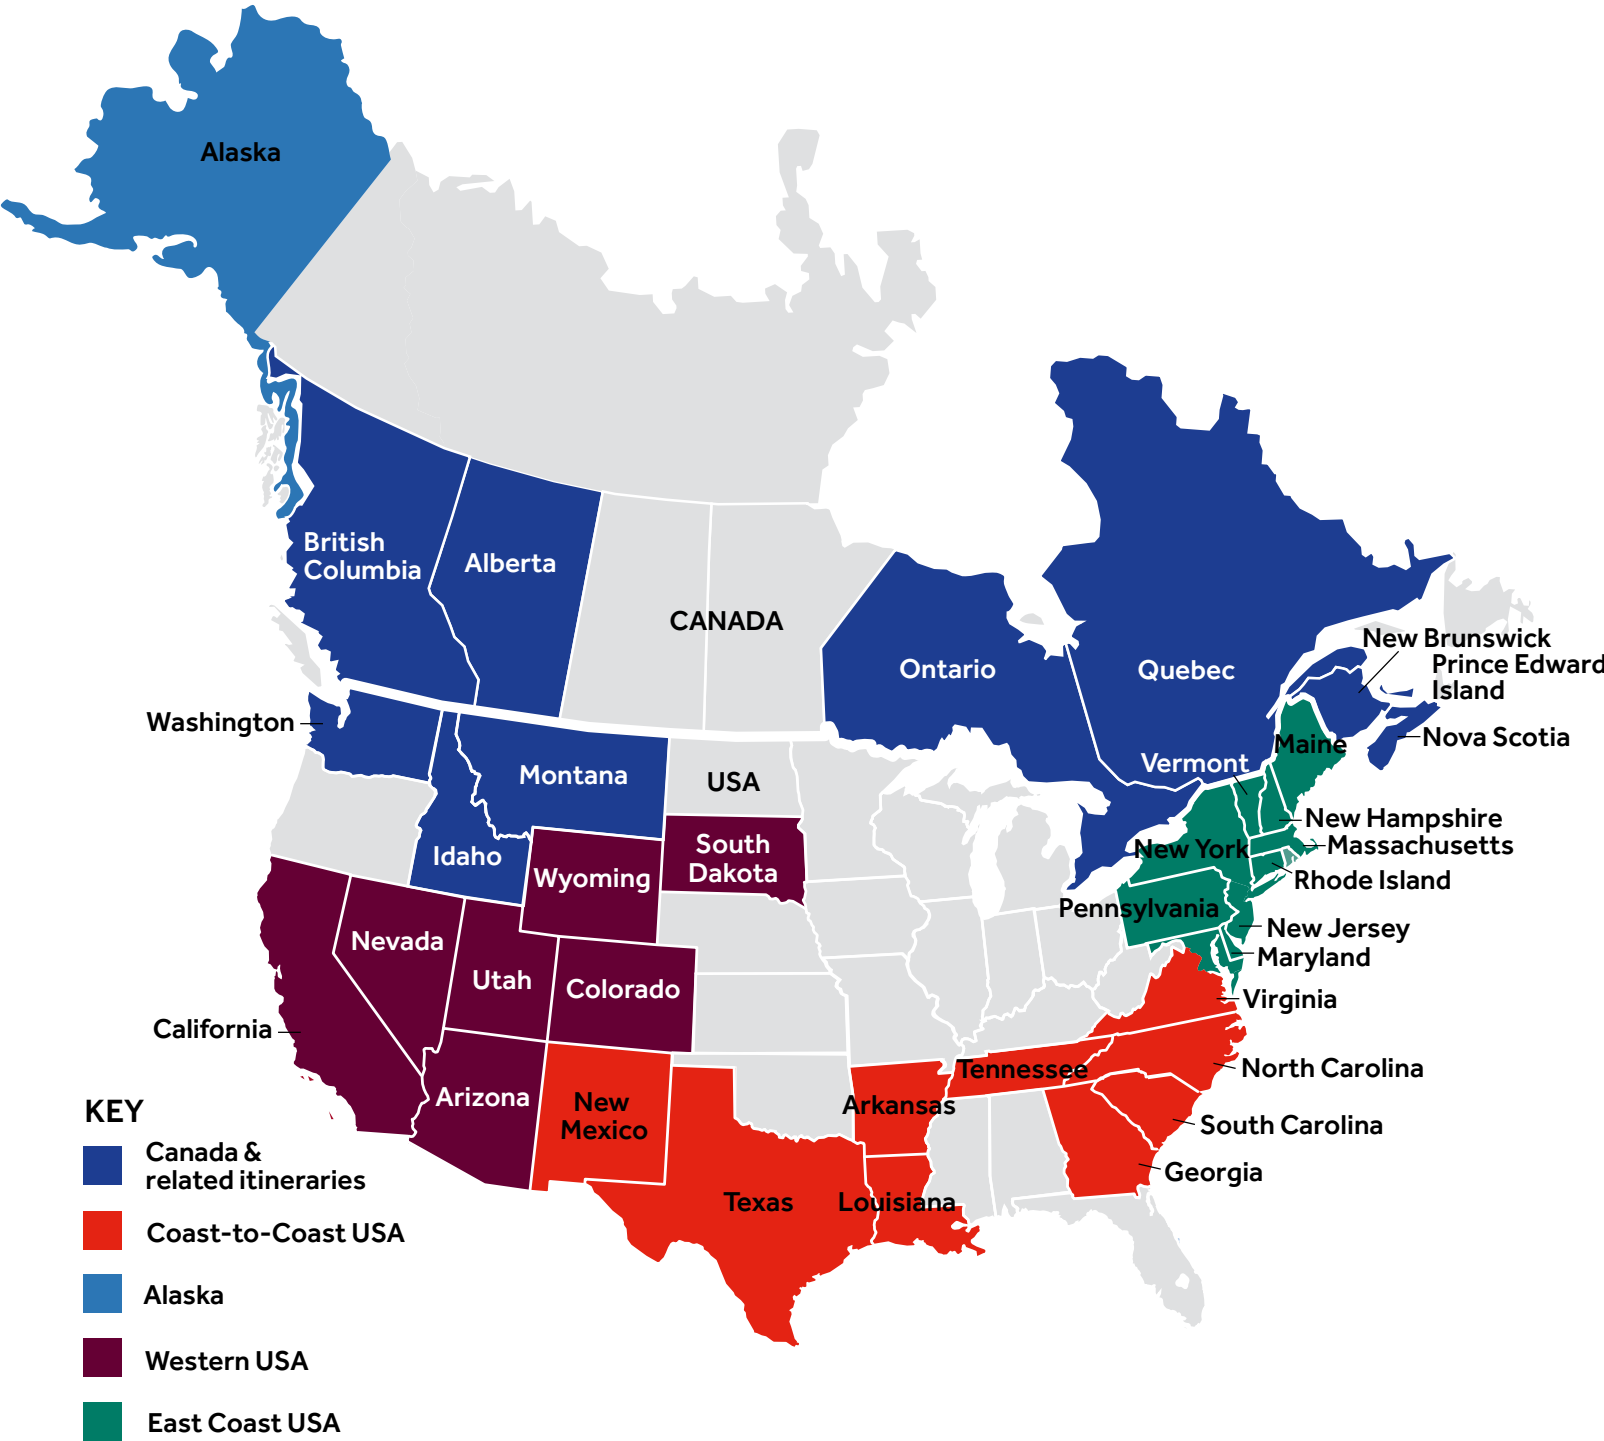 Alaska
British
Columbia
Alberta
CANADA
Ontario
Quebec
New Brunswick
Prince Edward
Island
Nova Scotia
Washington
Montana
USA
Idaho
Wyoming
South
Dakota
Maine
Vermont
New Hampshire
Massachusetts
New York
Rhode Island
Pennsylvania
New Jersey
Maryland
Virginia
Nevada
Utah
Colorado
California
Arizona
New
Mexico
Tennessee
North Carolina
Arkansas
South Carolina
Georgia
Texas
Louisiana
KEY
Canada &
related itineraries
Coast-to-Coast USA
Alaska
Western USA
East Coast USA